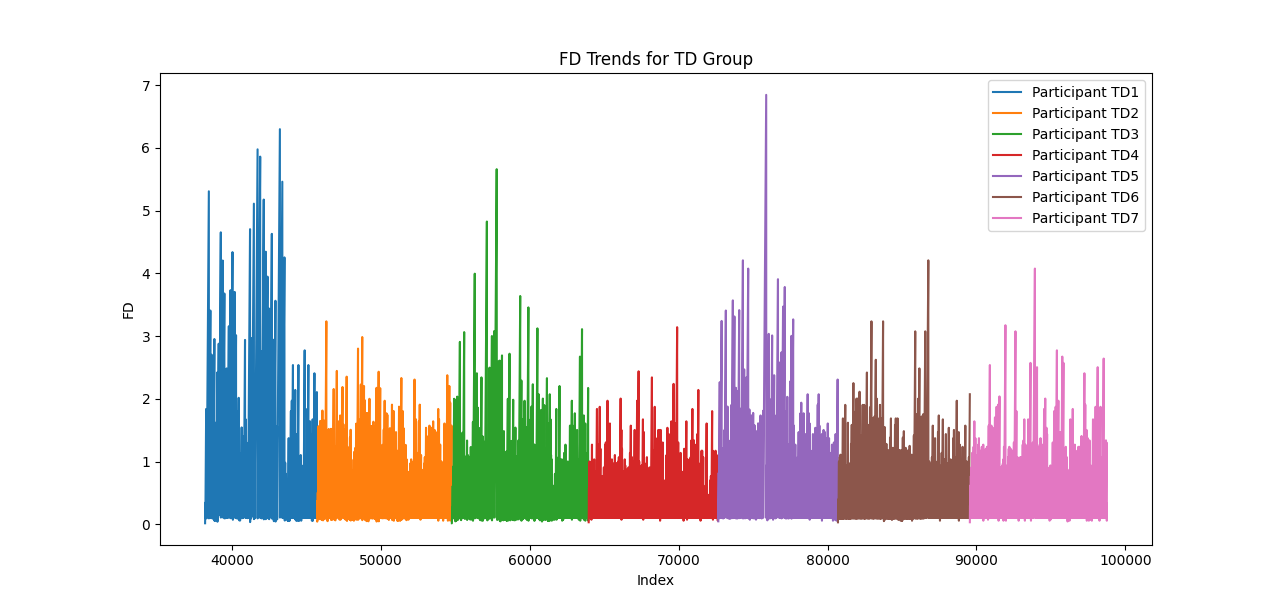 FD Trends for TD Group
7
6
5
4
3
2
1
0
FD
Participant TD1
Participant TD2
Participant TD3
Participant TD4
Participant TD5
Participant TD6
Participant TD7
40000 50000 60000 70000 80000 90000 100000
Index